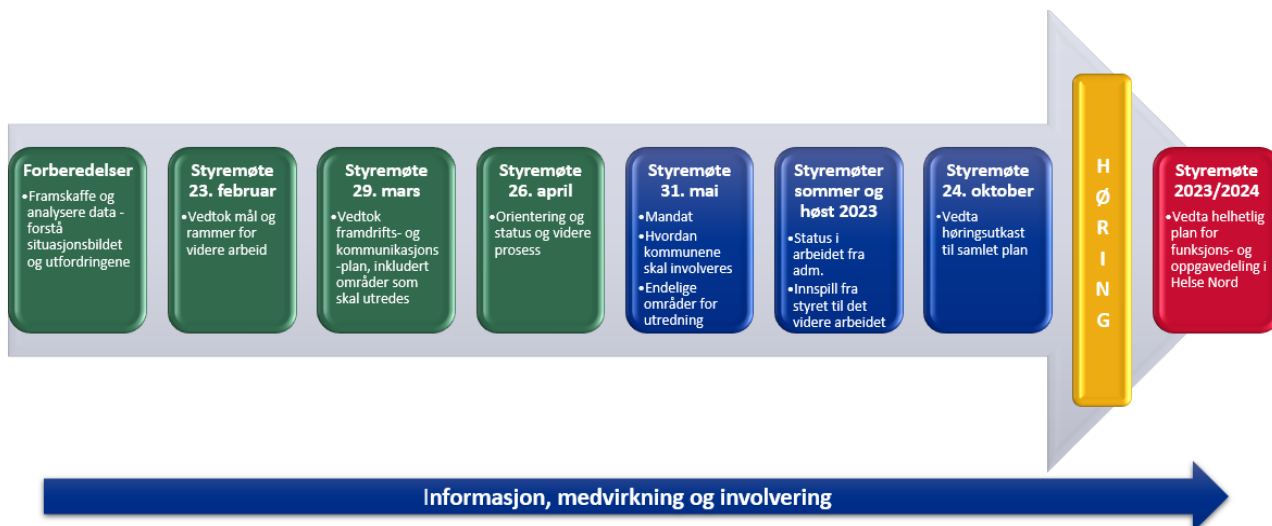 Forberedelser
•Framskaffe og
analysere data -
forstå
situasjonsbildet
og utfordringene
Styremøte
23. februar
•Vedtok mål og
rammer for
videre arbeid
Styremøte
29. mars
•Vedtok
framdrifts- og
kommunikasjons
-plan, inkludert
områder som
skal utredes
Styremøte
26. april
•Orientering og
status og videre
prosess
Styremøte
31. mai
•Mandat
•Hvordan
kommunene
skal involveres
•Endelige
områder for
utredning
Styremøter
sommer og
høst 2023
•Status i
arbeidet fra
adm.
•Innspill fra
styret til det
videre arbeidet
Styremøte
24. oktober
•Vedta
høringsutkast
til samlet plan
HØRING
Styremøte
2023/2024
•Vedta helhetlig
plan for
funksjons- og
oppgavedeling i
Helse Nord
Informasjon, medvirkning og involvering